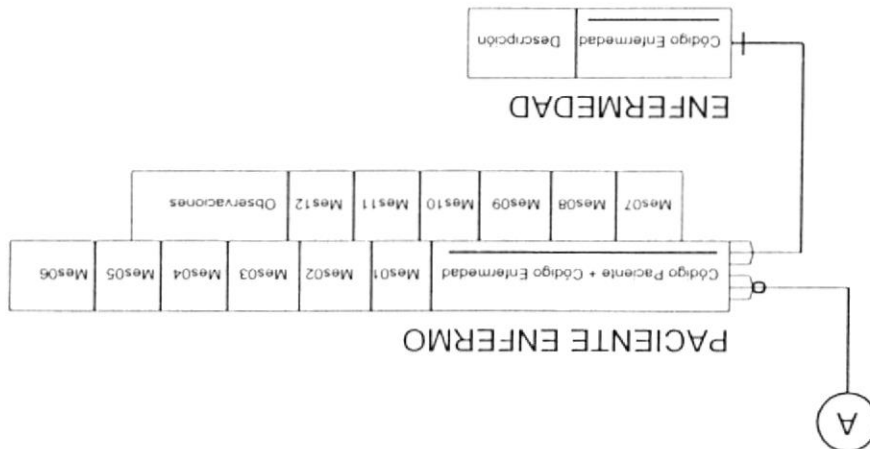 A
PACIENTE ENFERMO
Código Paciente + Código Enfermedad Mes01 Mes02 Mes03 Mes04 Mes05 Mes06
Mes07 Mes08 Mes09 Mes10 Mes11 Mes12 Observaciones
ENFERMEDAD
Código Enfermedad Descripción